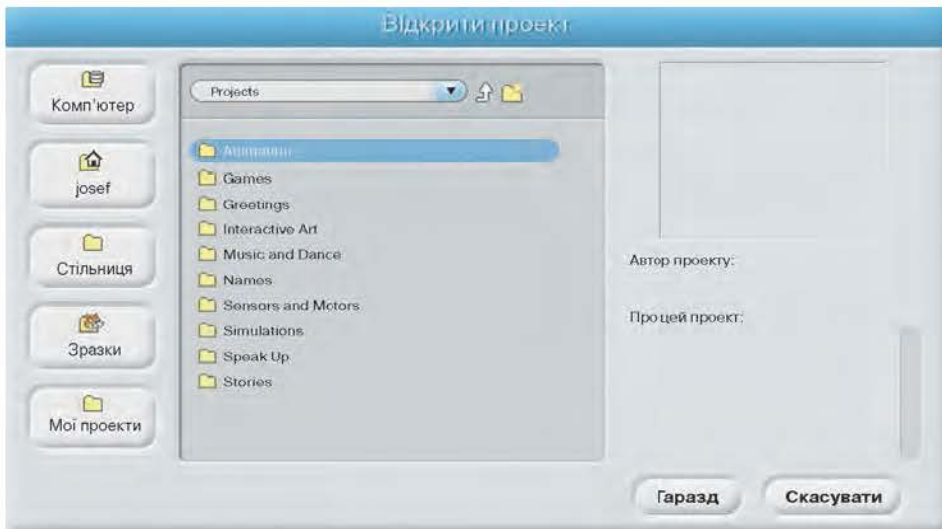 Відкрити проект
Комп'ютер
josef
Стільниця
Зразки
Мої проекти
Projects
Animation
Games
Greetings
Interactive Art
Music and Dance
Names
Sensors and Motors
Simulations
Speak Up
Stories
Автор проекту:
Про цей проект:
Гаразд
Скасувати